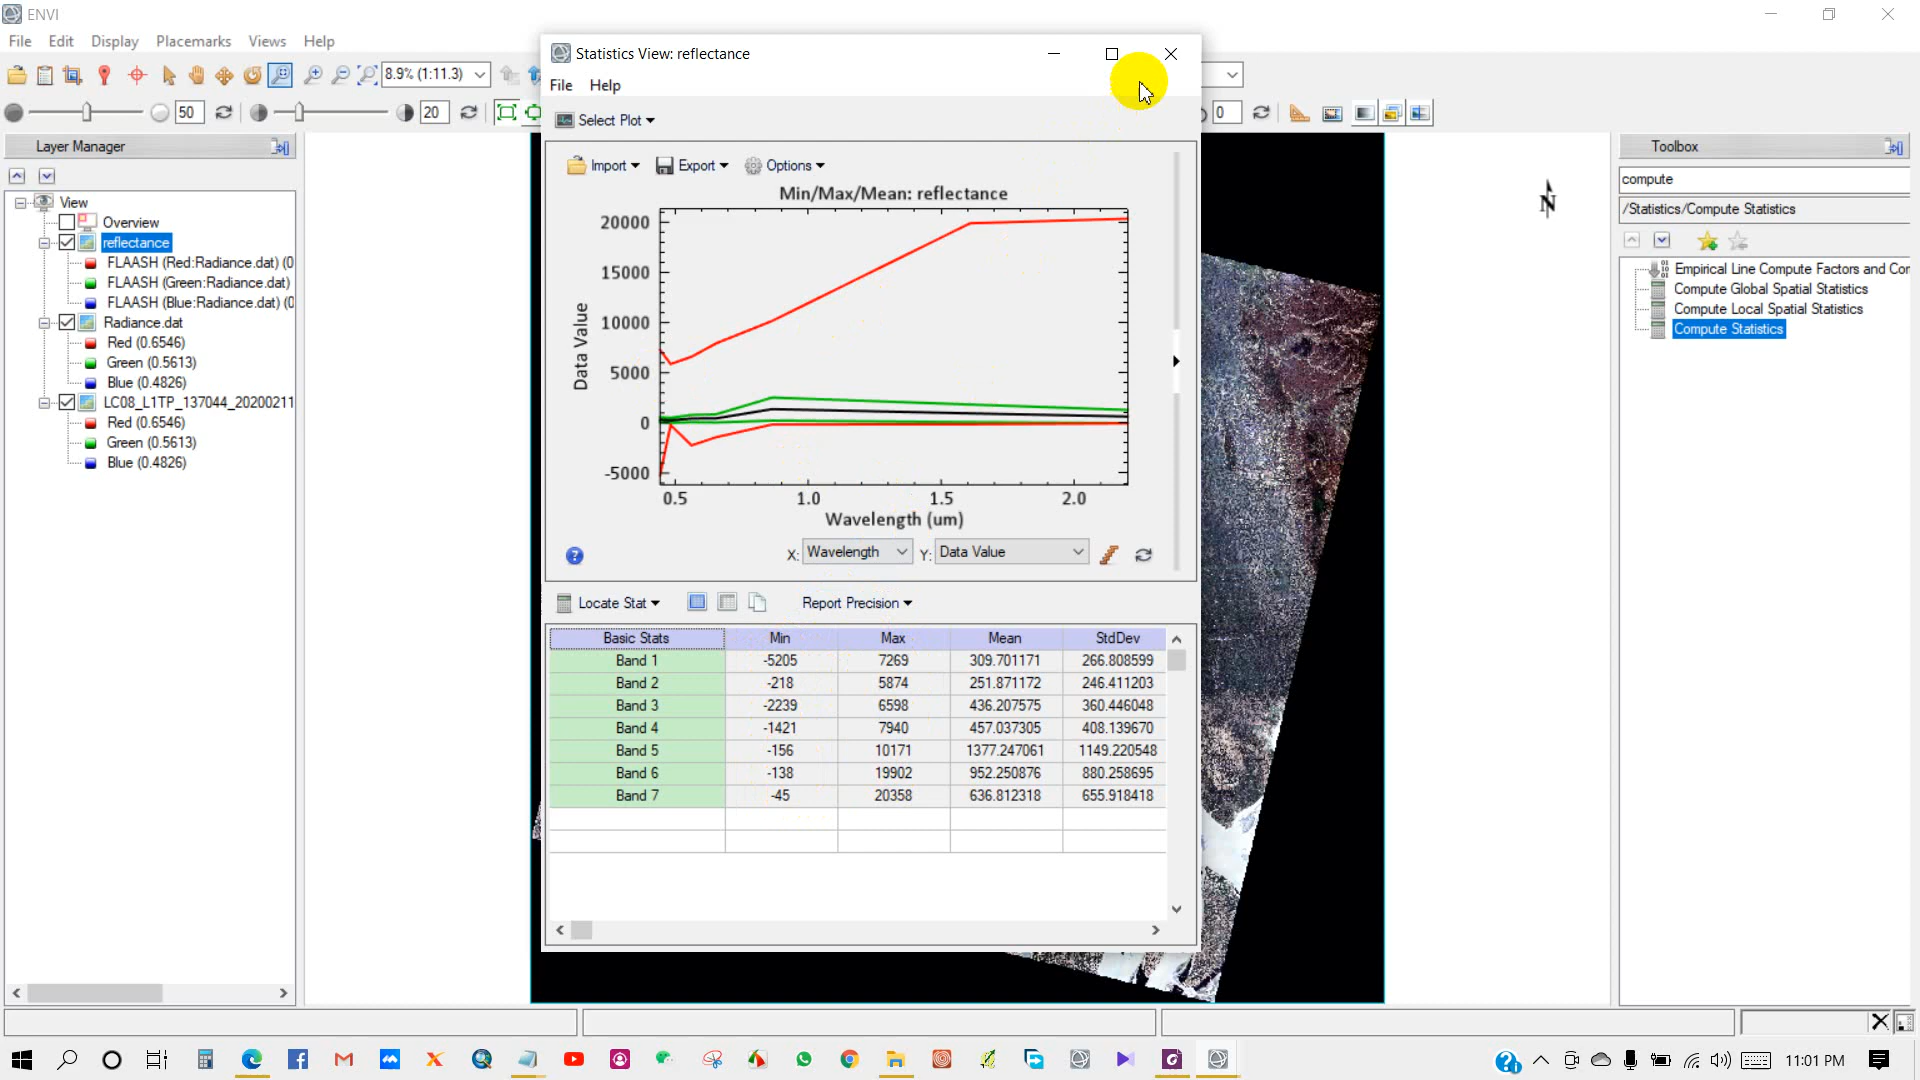 ENVI
File Edit Display Placemarks Views Help
8.9% (1:11.3)
50
20
0
Layer Manager
View
Overview
reflectance
FLAASH (Red:Radiance.dat) (0
FLAASH (Green:Radiance.dat)
FLAASH (Blue:Radiance.dat) (0
Radiance.dat
Red (0.6546)
Green (0.5613)
Blue (0.4826)
LC08_L1TP_137044_20200211
Red (0.6546)
Green (0.5613)
Blue (0.4826)
Statistics View: reflectance
File Help
Select Plot
Import Export Options
Min/Max/Mean: reflectance
20000
15000
10000
5000
0
-5000
Data Value
0.5 1.0 1.5 2.0
Wavelength (um)
X: Wavelength Y: Data Value
Locate Stat Report Precision
Basic Stats Min Max Mean StdDev
Band 1 -5205 7269 309.701171 266.808599
Band 2 -218 5874 251.871172 246.411203
Band 3 -2239 6598 436.207575 360.446048
Band 4 -1421 7940 457.037305 408.139670
Band 5 -156 10171 1377.247061 1149.220548
Band 6 -138 19902 952.250876 880.258695
Band 7 -45 20358 636.812318 655.918418
N
Toolbox
compute
/Statistics/Compute Statistics
Empirical Line Compute Factors and Cor
Compute Global Spatial Statistics
Compute Local Spatial Statistics
Compute Statistics
11:01 PM